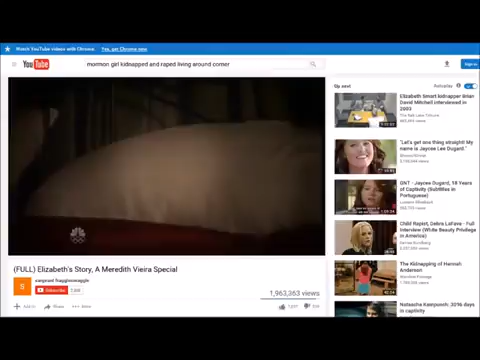 Watch YouTube videos with Chrome. Yes, get Chrome now.
YouTube
mormon girl kidnapped and raped living around corner
Sign in
NBC
(FULL) Elizabeth's Story, A Meredith Vieira Special
Subscribe
1,963,363 views
Add to Share More
Up next
Autoplay
Elizabeth Smart kidnapper Brian
David Mitchell interviewed in
2003
"Let's get one thing straight! My
name is Jaycee Lee Dugard."
GNT - Jaycee Dugard, 18 Years
of Captivity (Subtitles in
Portuguese)
Child Rapist, Debra Lafave - Full
Interview (White Beauty Privilege
in America)
The Kidnapping of Hannah
Anderson
Natascha Kampusch: 3096 days
in captivity